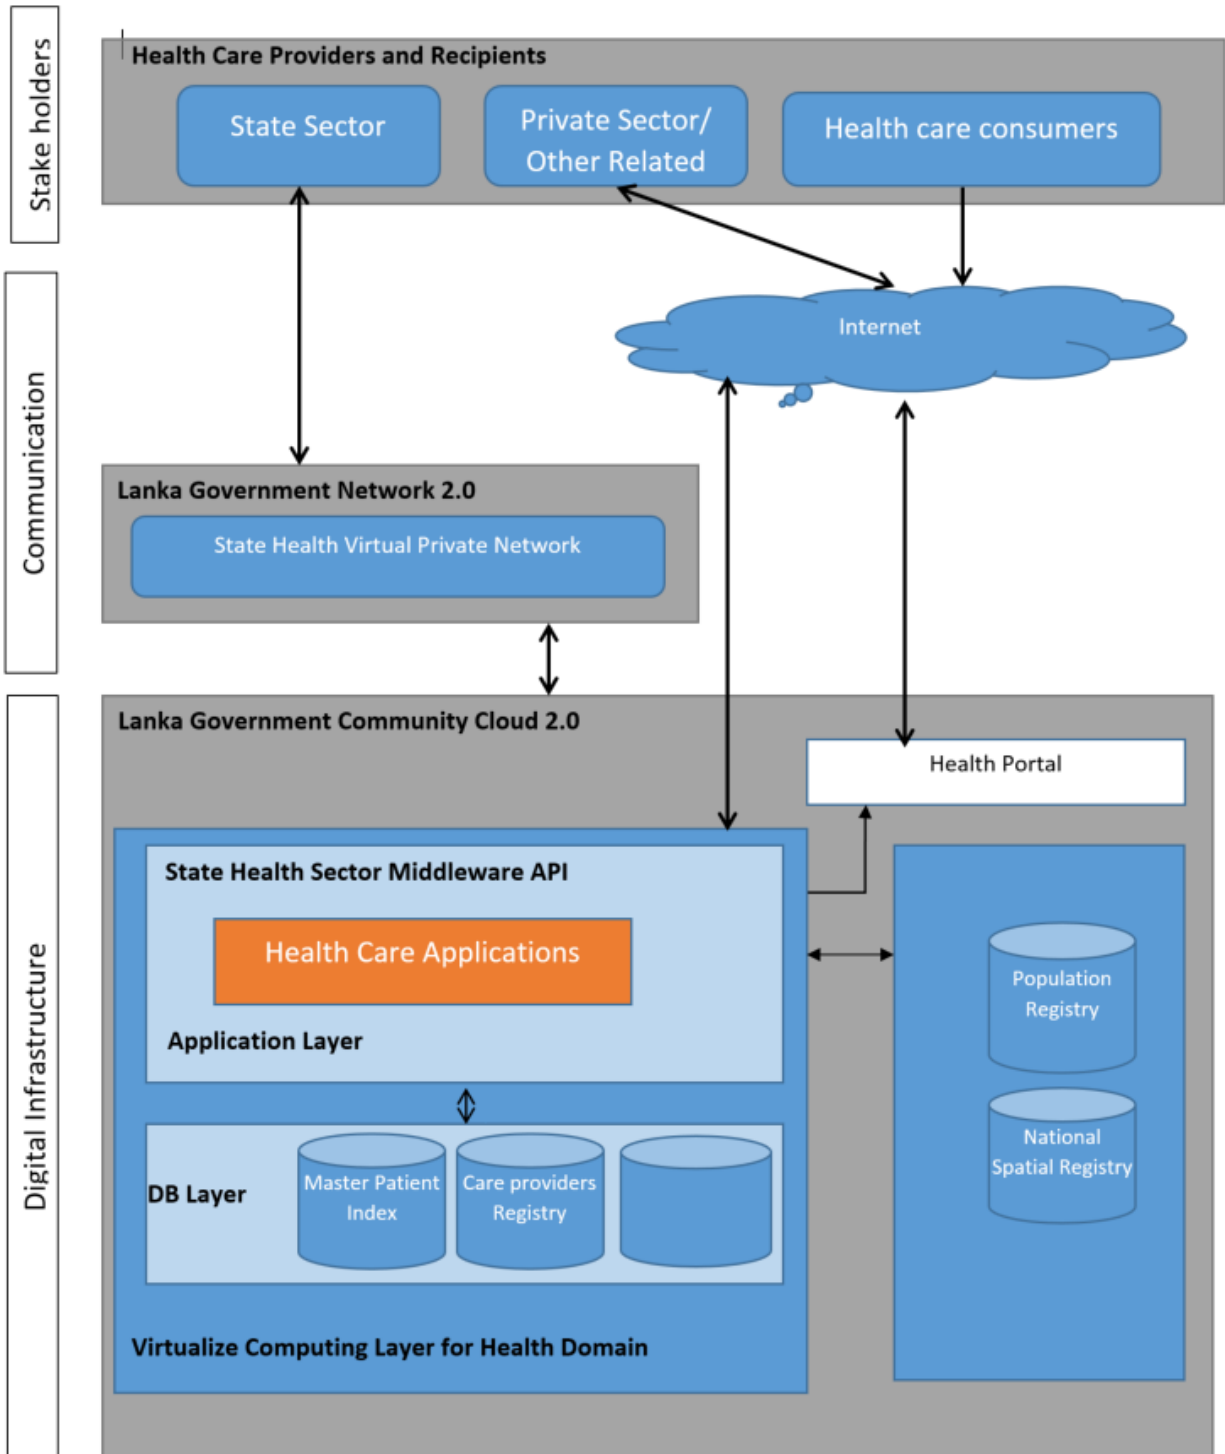 Stake holders
Health Care Providers and Recipients
State Sector
Private Sector/
Other Related
Health care consumers
Communication
Internet
Lanka Government Network 2.0
State Health Virtual Private Network
Digital Infrastructure
Lanka Government Community Cloud 2.0
Health Portal
State Health Sector Middleware API
Health Care Applications
Application Layer
Population
Registry
National
Spatial Registry
DB Layer
Master Patient
Index
Care providers
Registry
Virtualize Computing Layer for Health Domain